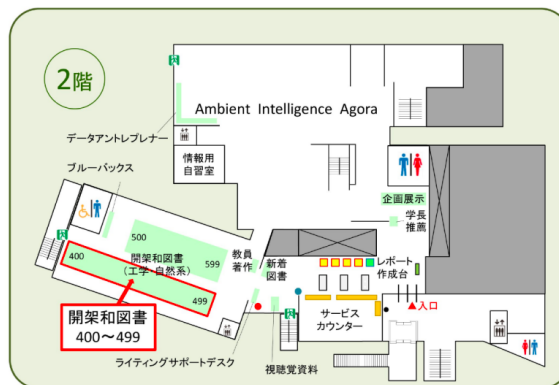 2階
Ambient Intelligence Agora
データアントレプレナー
情報用
自習室
ブルーバックス
企画展示
学長
推薦
500
開架和図書
(工学・自然系)
599
400
499
教員
著作
新着
図書
レポート
作成台
入口
サービス
カウンター
開架和図書
400～499
ライティングサポートデスク
視聴覚資料